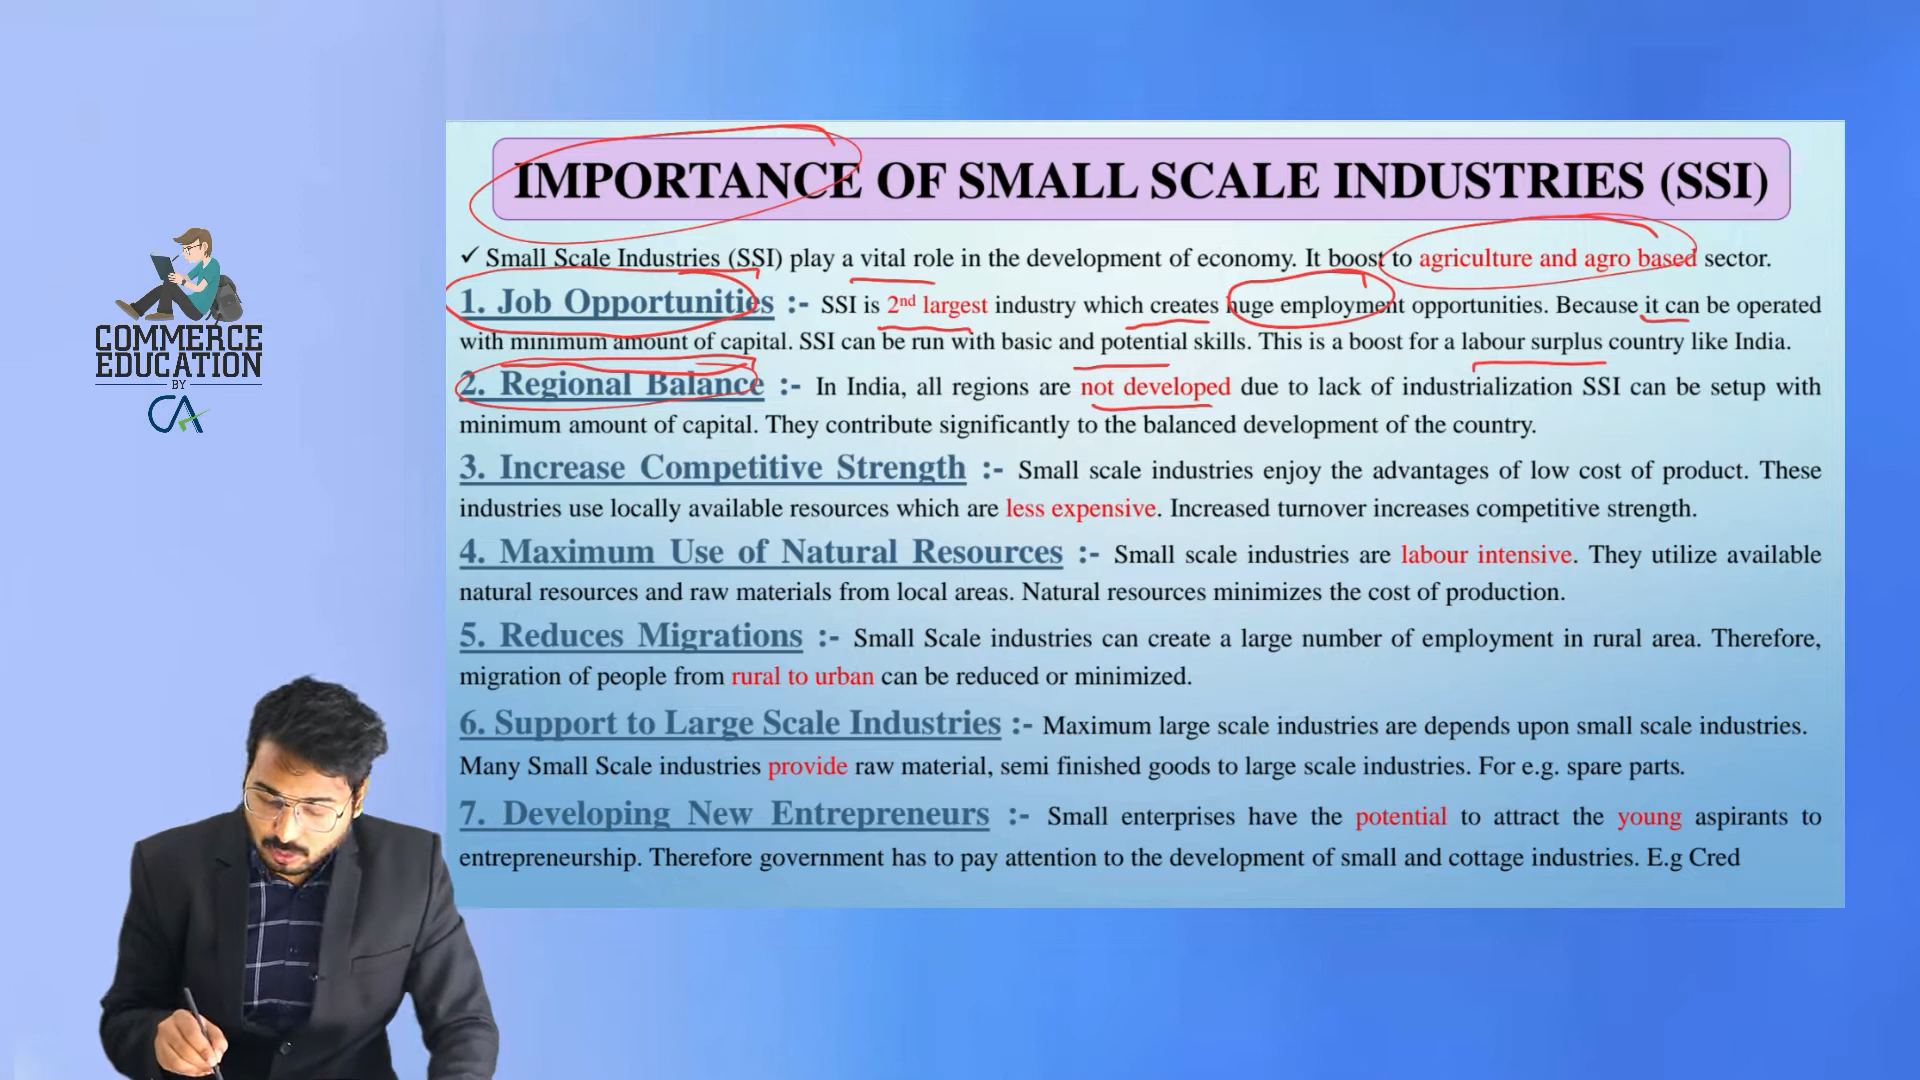 COMMERCE
EDUCATION
BY
CA
IMPORTANCE OF SMALL SCALE INDUSTRIES (SSI)
✓ Small Scale Industries (SSI) play a vital role in the development of economy. It boost to agriculture and agro based sector.
1. Job Opportunities :- SSI is 2nd largest industry which creates huge employment opportunities. Because it can be operated
with minimum amount of capital. SSI can be run with basic and potential skills. This is a boost for a labour surplus country like India.
2. Regional Balance :- In India, all regions are not developed due to lack of industrialization SSI can be setup with
minimum amount of capital. They contribute significantly to the balanced development of the country.
3. Increase Competitive Strength :- Small scale industries enjoy the advantages of low cost of product. These
industries use locally available resources which are less expensive. Increased turnover increases competitive strength.
4. Maximum Use of Natural Resources :- Small scale industries are labour intensive. They utilize available
natural resources and raw materials from local areas. Natural resources minimizes the cost of production.
5. Reduces Migrations :- Small Scale industries can create a large number of employment in rural area. Therefore,
migration of people from rural to urban can be reduced or minimized.
6. Support to Large Scale Industries :- Maximum large scale industries are depends upon small scale industries.
Many Small Scale industries provide raw material, semi finished goods to large scale industries. For e.g. spare parts.
7. Developing New Entrepreneurs :- Small enterprises have the potential to attract the young aspirants to
entrepreneurship. Therefore government has to pay attention to the development of small and cottage industries. E.g Cred